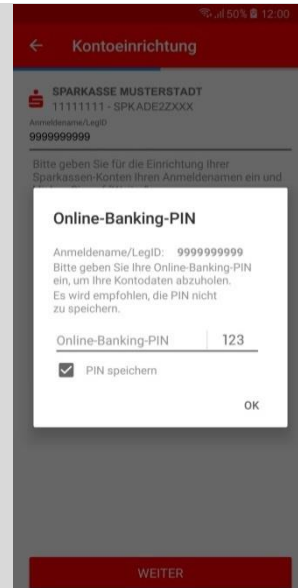 50% 12:00
Kontoeinrichtung
SPARKASSE MUSTERSTADT
11111111 - SPKADE2ZXXX
Anmeldename/LegID
9999999999
Bitte geben Sie für die Einrichtung Ihrer
Sparkassen-Konten Ihren Anmeldenamen ein und
Online-Banking-PIN
Anmeldename/LegID: 9999999999
Bitte geben Sie Ihre Online-Banking-PIN
ein, um Ihre Kontodaten abzuholen.
Es wird empfohlen, die PIN nicht
zu speichern.
Online-Banking-PIN 123
PIN speichern
OK
WEITER